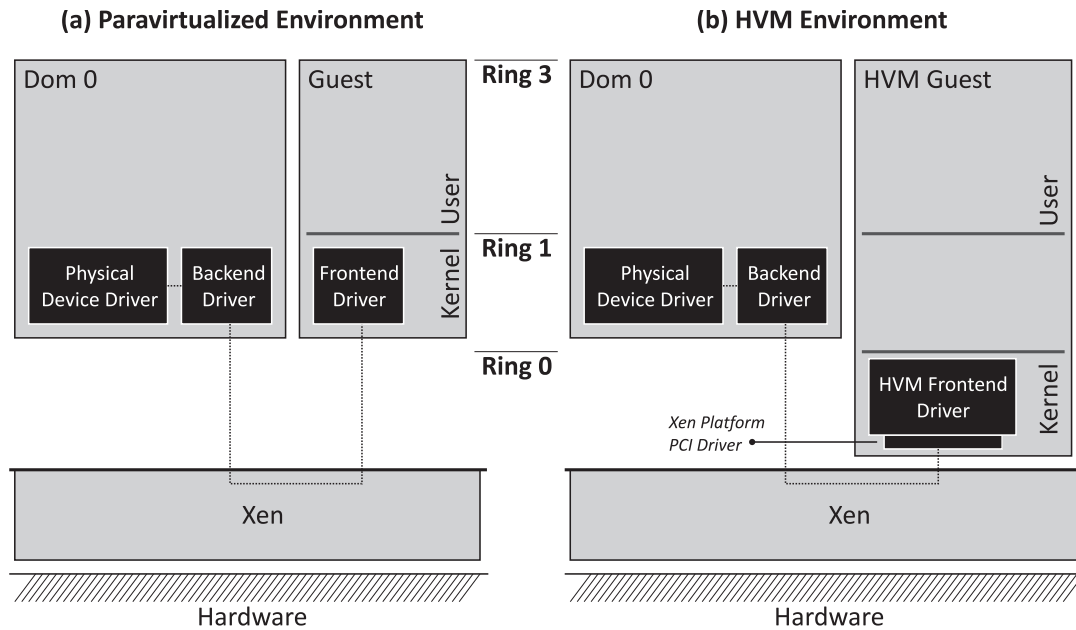 (a) Paravirtualized Environment
Dom 0
Guest
User
Kernel
Physical
Device Driver
Backend
Driver
Frontend
Driver
Xen
Hardware
Ring 3
Ring 1
Ring 0
(b) HVM Environment
Dom 0
HVM Guest
User
Physical
Device Driver
Backend
Driver
HVM Frontend
Driver
Kernel
Xen Platform
PCI Driver
Xen
Hardware